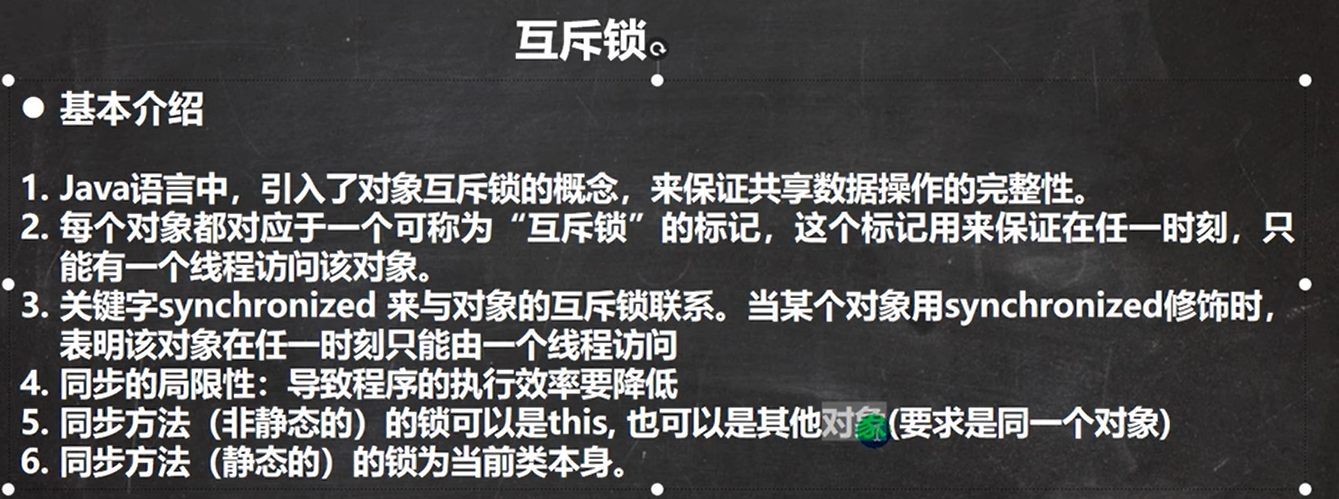 互斥锁
● 基本介绍
1. Java语言中，引入了对象互斥锁的概念，来保证共享数据操作的完整性。
2. 每个对象都对应于一个可称为“互斥锁”的标记，这个标记用来保证在任一时刻，只
能有一个线程访问该对象。
3. 关键字synchronized 来与对象的互斥锁联系。当某个对象用synchronized修饰时，
表明该对象在任一时刻只能由一个线程访问
4. 同步的局限性：导致程序的执行效率要降低
5. 同步方法（非静态的）的锁可以是this, 也可以是其他对象(要求是同一个对象)
6. 同步方法（静态的）的锁为当前类本身。